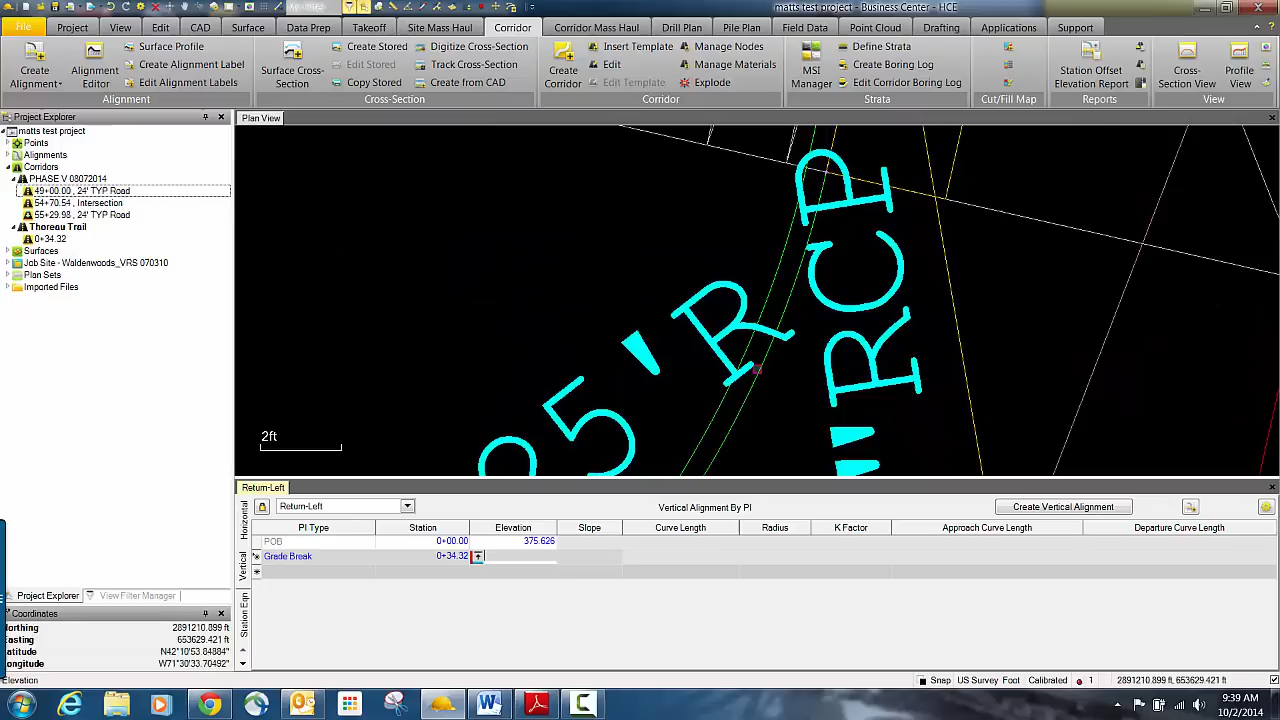 matts test project - Business Center - HCE
File Project View Edit CAD Surface Data Prep Takeoff Site Mass Haul Corridor Corridor Mass Haul Drill Plan Pile Plan Field Data Point Cloud Drafting Applications Support
Create Alignment
Alignment Editor
Surface Profile
Create Alignment Label
Edit Alignment Labels
Alignment
Surface Cross-Section
Create Stored
Edit Stored
Copy Stored
Digitize Cross-Section
Track Cross-Section
Create from CAD
Cross-Section
Create Corridor
Insert Template
Edit
Edit Template
Manage Nodes
Manage Materials
Explode
Corridor
MSI Manager
Define Strata
Create Boring Log
Edit Corridor Boring Log
Strata
Cut/Fill Map
Station Offset Elevation Report
Reports
Cross-Section View
Profile View
View
Project Explorer
matts test project
Points
Alignments
Corridors
PHASE V 08072014
49+00.00 , 24' TYP Road
54+70.54 , Intersection
55+29.98 , 24' TYP Road
Thoreau Trail
0+34.32
Surfaces
Job Site - Waldenwoods_VRS 070310
Plan Sets
Imported Files
Plan View
25'R
"RCP
2ft
Return-Left
Return-Left
Vertical Alignment By PI
Create Vertical Alignment
Horizontal
Vertical
Station Eqn
PI Type Station Elevation Slope Curve Length Radius K Factor Approach Curve Length Departure Curve Length
POB 0+00.00 375.626
Grade Break 0+34.32
Project Explorer View Filter Manager
Coordinates
orthing 2891210.899 ft
asting 653629.421 ft
atitude N42°10'53.84884"
ongitude W71°30'33.70492"
Elevation
Snap US Survey Foot Calibrated 1 2891210.899 ft, 653629.421 ft
9:39 AM
10/2/2014